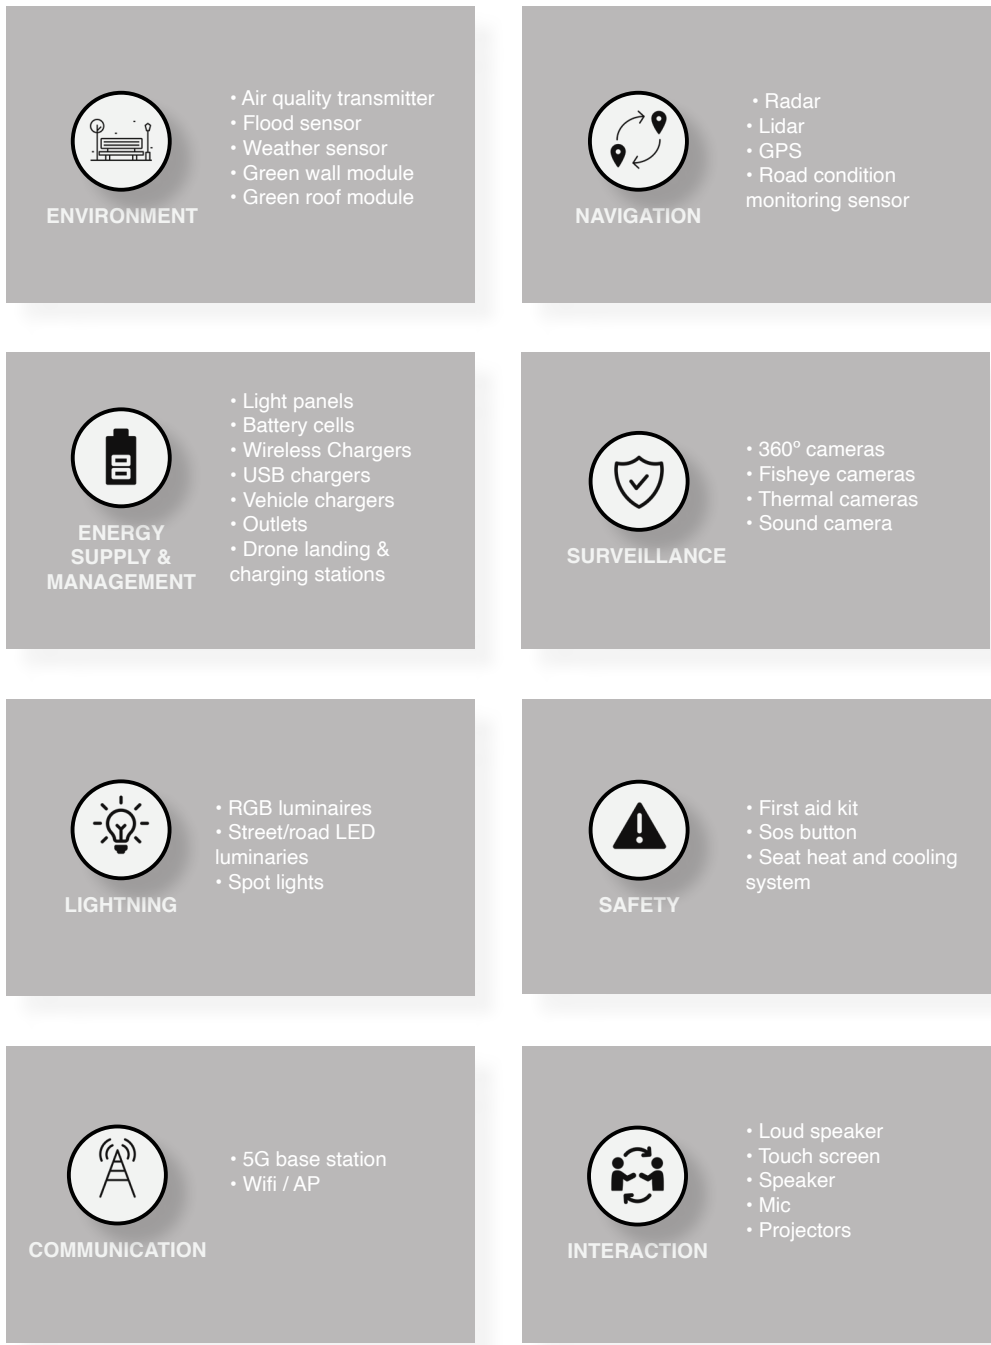 ENVIRONMENT
• Air quality transmitter
• Flood sensor
• Weather sensor
• Green wall module
• Green roof module
NAVIGATION
• Radar
• Lidar
• GPS
• Road condition
monitoring sensor
ENERGY
SUPPLY &
MANAGEMENT
• Light panels
• Battery cells
• Wireless Chargers
• USB chargers
• Vehicle chargers
• Outlets
• Drone landing &
charging stations
SURVEILLANCE
• 360º cameras
• Fisheye cameras
• Thermal cameras
• Sound camera
LIGHTNING
• RGB luminaires
• Street/road LED
luminaries
• Spot lights
SAFETY
• First aid kit
• Sos button
• Seat heat and cooling
system
COMMUNICATION
• 5G base station
• Wifi / AP
INTERACTION
• Loud speaker
• Touch screen
• Speaker
• Mic
• Projectors